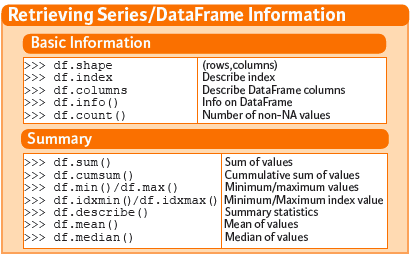 Retrieving Series/DataFrame Information
Basic Information
>>> df.shape (rows,columns)
>>> df.index Describe index
>>> df.columns Describe DataFrame columns
>>> df.info() Info on DataFrame
>>> df.count() Number of non-NA values
Summary
>>> df.sum() Sum of values
>>> df.cumsum() Cummulative sum of values
>>> df.min()/df.max() Minimum/maximum values
>>> df.idxmin()/df.idxmax() Minimum/Maximum index value
>>> df.describe() Summary statistics
>>> df.mean() Mean of values
>>> df.median() Median of values